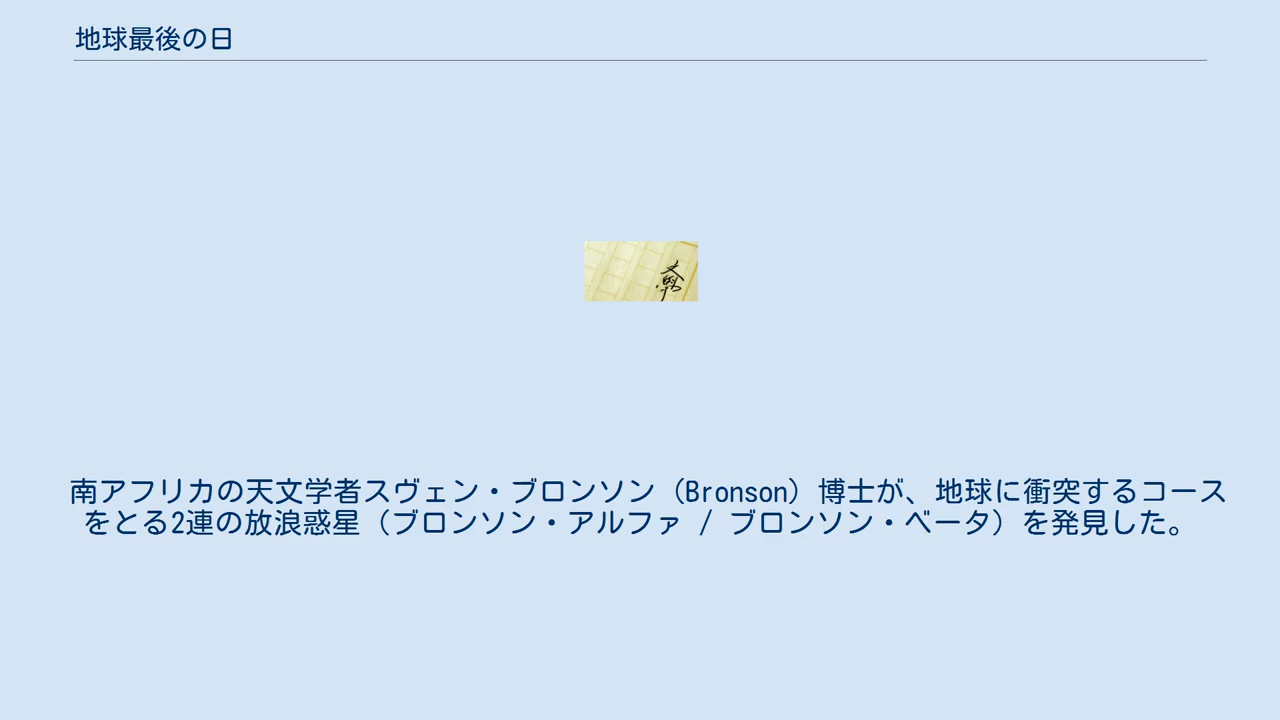 地球最後の日
南アフリカの天文学者スヴェン・ブロンソン（Bronson）博士が、地球に衝突するコース
をとる2連の放浪惑星（ブロンソン・アルファ / ブロンソン・ベータ）を発見した。